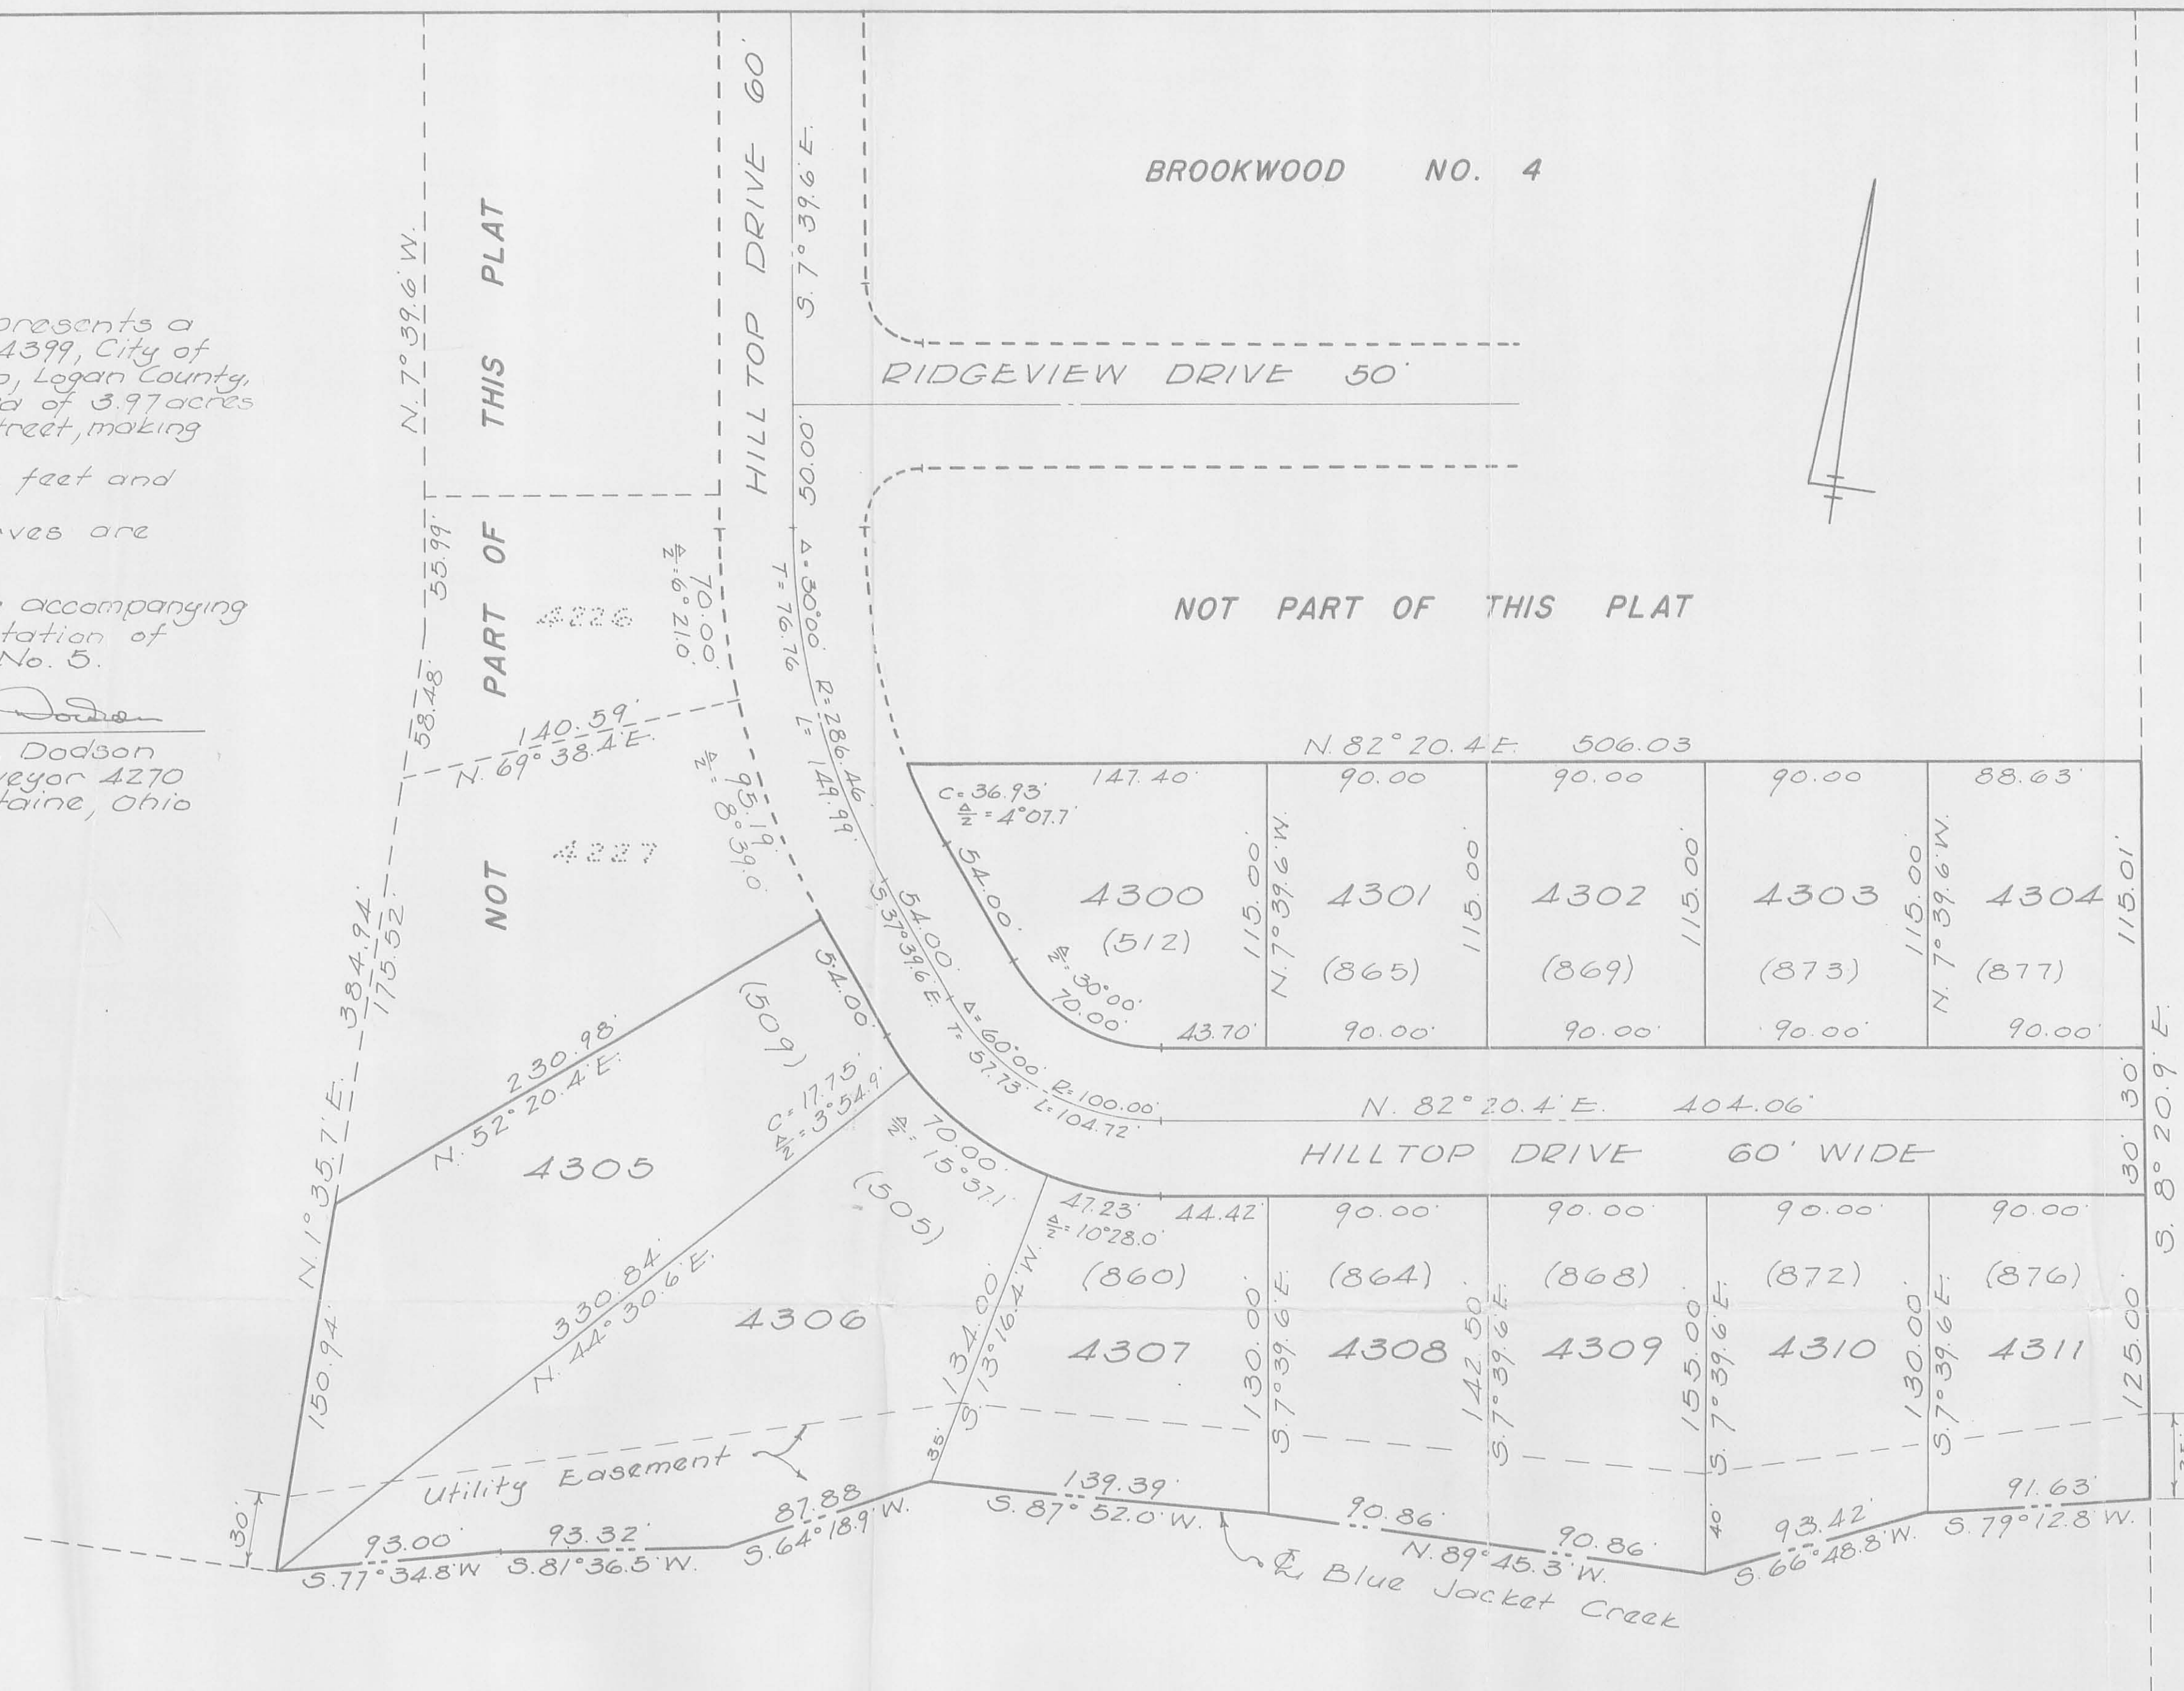 presents a
4399, City of
Logan County,
of 3.97 acres
street, making
feet and
are
accompanying
No. 5.
Dodson
4270
Ohio
N. 7° 39.6' W.
NOT PART OF THIS PLAT
HILL TOP DRIVE 60'
S. 7° 39.6' E.
BROOKWOOD NO. 4
RIDGEVIEW DRIVE 50'
50.00'
55.99'
58.48'
4226
70.00'
Δ/2 = 6° 21.0'
Δ = 30°00' R = 286.46'
T = 76.76' L = 149.99'
140.59'
N. 69° 38.4' E.
4227
95.19'
Δ/2 = 8° 39.0'
NOT PART OF THIS PLAT
N. 82° 20.4' E. 506.03
147.40'
90.00
90.00
90.00
88.63'
C = 36.93'
Δ/2 = 4° 07.7'
54.00'
4300
(512)
115.00'
N. 7° 39.6' W.
4301
(865)
115.00'
4302
(869)
115.00'
4303
(873)
115.00'
N. 7° 39.6' W.
4304
(877)
115.01'
Δ/2 = 30°00'
70.00'
43.70'
90.00'
90.00'
90.00'
90.00'
54.00'
S. 37° 39.6' E.
Δ = 60°00' R = 100.00'
T = 57.73' L = 104.72'
N. 82° 20.4' E. 404.06'
HILLTOP DRIVE 60' WIDE
30'
30'
S. 8° 20.9' E.
384.94'
175.52'
N. 1° 35.7' E.
150.94'
230.98'
N. 52° 20.4' E.
54.00'
(509)
C = 17.75'
Δ/2 = 3° 54.9'
4305
330.84'
N. 44° 30.6' E.
70.00'
Δ/2 = 15° 37.1'
(505)
4306
134.00'
S. 13° 16.4' W.
35'
47.23'
Δ/2 = 10° 28.0'
44.42'
90.00'
90.00'
90.00'
90.00'
(860)
4307
130.00'
S. 7° 39.6' E.
(864)
4308
142.50'
S. 7° 39.6' E.
(868)
4309
155.00'
S. 7° 39.6' E.
(872)
4310
130.00'
S. 7° 39.6' E.
(876)
4311
125.00'
Utility Easement
30'
93.00'
S. 77° 34.8' W
93.32'
S. 81° 36.5' W.
87.88
S. 64° 18.9' W.
139.39'
S. 87° 52.0' W.
90.86'
90.86'
N. 89° 45.3' W.
40'
93.42'
S. 66° 48.8' W.
91.63'
S. 79° 12.8' W.
℄ Blue Jacket Creek